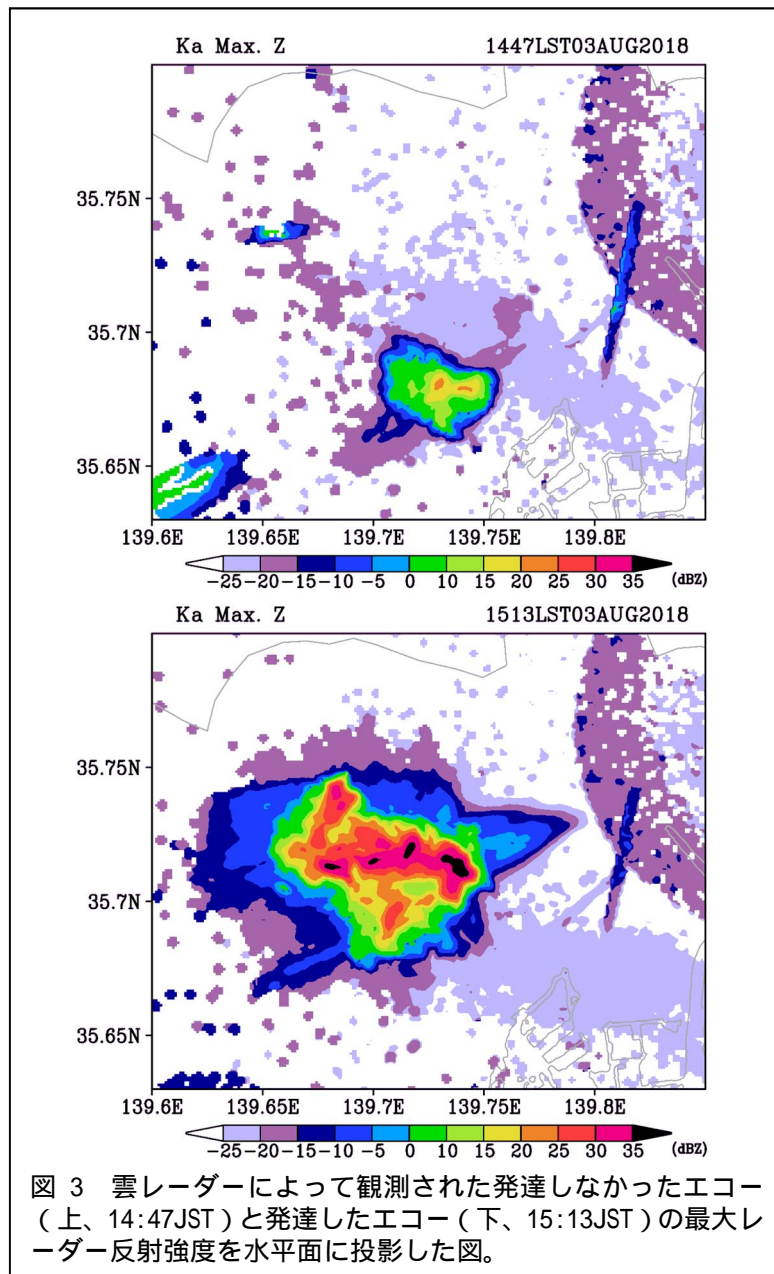 Ka Max. Z 1447LST03AUG2018
35.75N
35.7N
35.65N
139.6E 139.65E 139.7E 139.75E 139.8E
-25 -20 -15 -10 -5 0 10 15 20 25 30 35 (dBZ)
Ka Max. Z 1513LST03AUG2018
35.75N
35.7N
35.65N
139.6E 139.65E 139.7E 139.75E 139.8E
-25 -20 -15 -10 -5 0 10 15 20 25 30 35 (dBZ)
図 3 雲レーダーによって観測された発達しなかったエコー
(上、14:47JST)と発達したエコー(下、15:13JST)の最大レ
ーダー反射強度を水平面に投影した図。